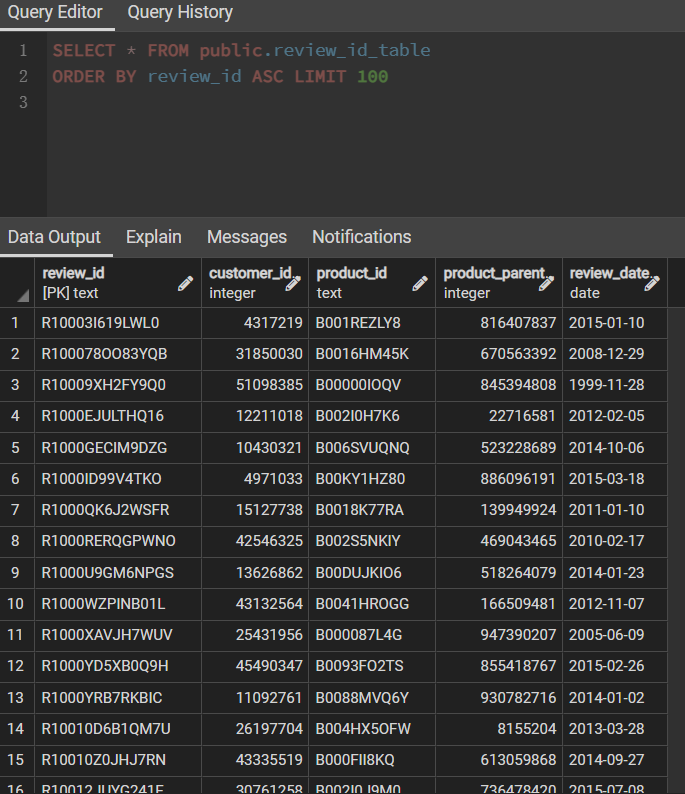 Query Editor Query History
1 SELECT * FROM public.review_id_table
2 ORDER BY review_id ASC LIMIT 100
3
Data Output Explain Messages Notifications
review_id customer_id product_id product_parent review_date
[PK] text integer text integer date
1 R10003I619LWL0 4317219 B001REZLY8 816407837 2015-01-10
2 R100078OO83YQB 31850030 B0016HM45K 670563392 2008-12-29
3 R10009XH2FY9Q0 51098385 B00000IOQV 845394808 1999-11-28
4 R1000EJULTHQ16 12211018 B002I0H7K6 22716581 2012-02-05
5 R1000GECIM9DZG 10430321 B006SVUQNQ 523228689 2014-10-06
6 R1000ID99V4TKO 4971033 B00KY1HZ80 886096191 2015-03-18
7 R1000QK6J2WSFR 15127738 B0018K77RA 139949924 2011-01-10
8 R1000RERQGPWNO 42546325 B002S5NKIY 469043465 2010-02-17
9 R1000U9GM6NPGS 13626862 B00DUJKIO6 518264079 2014-01-23
10 R1000WZPINB01L 43132564 B0041HROGG 166509481 2012-11-07
11 R1000XAVJH7WUV 25431956 B000087L4G 947390207 2005-06-09
12 R1000YD5XB0Q9H 45490347 B0093FO2TS 855418767 2015-02-26
13 R1000YRB7RKBIC 11092761 B0088MVQ6Y 930782716 2014-01-02
14 R10010D6B1QM7U 26197704 B004HX5OFW 8155204 2013-03-28
15 R10010Z0JHJ7RN 43335519 B000FII8KQ 613059868 2014-09-27
16 R10012JUYG241F 30761258 B002I0J9M0 736478420 2015-07-08